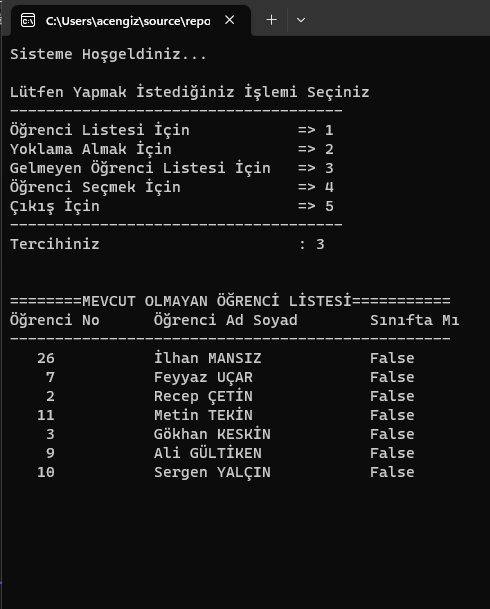 C:\Users\acengiz\source\repo
Sisteme Hoşgeldiniz...
Lütfen Yapmak İstediğiniz İşlemi Seçiniz
-------------------------------------
Öğrenci Listesi İçin            => 1
Yoklama Almak İçin              => 2
Gelmeyen Öğrenci Listesi İçin   => 3
Öğrenci Seçmek İçin             => 4
Çıkış İçin                      => 5
-------------------------------------
Tercihiniz                      : 3
========MEVCUT OLMAYAN ÖĞRENCİ LİSTESİ===========
Öğrenci No      Öğrenci Ad Soyad        Sınıfta Mı
-------------------------------------------------
26           İlhan MANSIZ            False
7           Feyyaz UÇAR             False
2           Recep ÇETİN             False
11           Metin TEKİN             False
3           Gökhan KESKİN           False
9           Ali GÜLTİKEN            False
10           Sergen YALÇIN           False